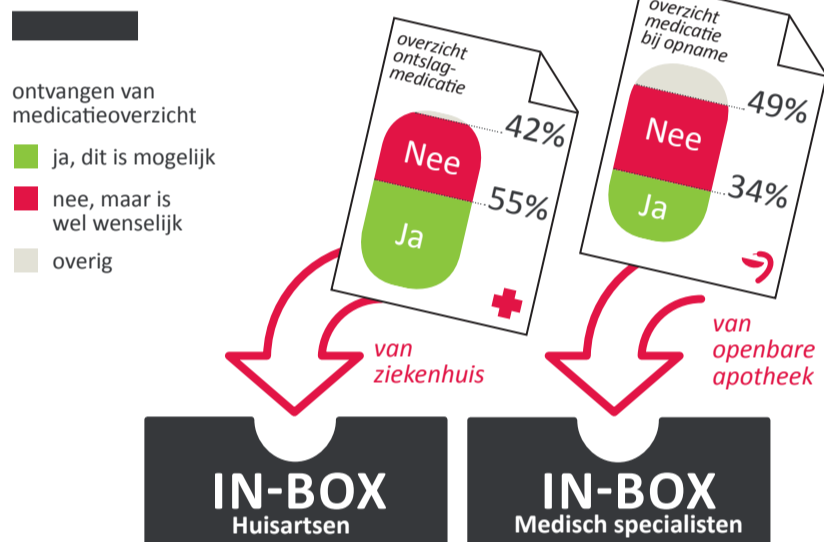 ontvangen van
medicatieoverzicht
ja, dit is mogelijk
nee, maar is
wel wenselijk
overig
overzicht
ontslag-
medicatie
42%
Nee
55%
Ja
van
ziekenhuis
overzicht
medicatie
bij opname
49%
Nee
34%
Ja
van
openbare
apotheek
IN-BOX
Huisartsen
IN-BOX
Medisch specialisten